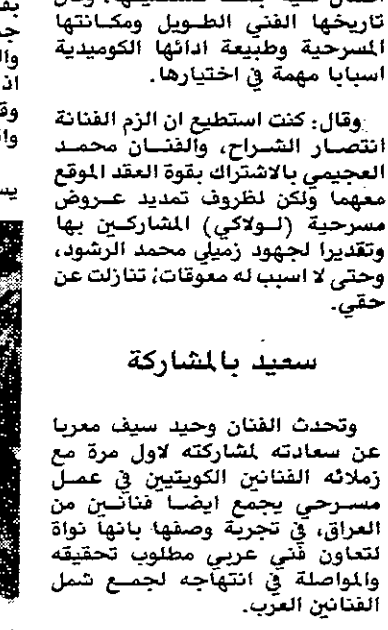 تاريخها الفني الطويل ومكانتها
المسرحية وطبيعة ادائها الكوميدية
اسبابا مهمة في اختيارها.
وقال: كنت استطيع ان الزم الفنانة
انتصار الشراح، والفنان محمد
العجيمي بالاشتراك بقوة العقد الموقع
معهما ولكن لظروف تمديد عروض
مسرحية (لولاكي) المشاركين بها
وتقديرا لجهود زميلي محمد الرشود،
وحتى لا اسبب له معوقات؛ تنازلت عن
حقي.
سعيد بالمشاركة
وتحدث الفنان وحيد سيف معربا
عن سعادته لمشاركته لاول مرة مع
زملائه الفنانين الكويتيين في عمل
مسرحي يجمع ايضا فنانين من
العراق، في تجربة وصفها بانها نواة
لتعاون فني عربي مطلوب تحقيقه
والمواصلة في انتهاجه لجمع شمل
الفنانين العرب.